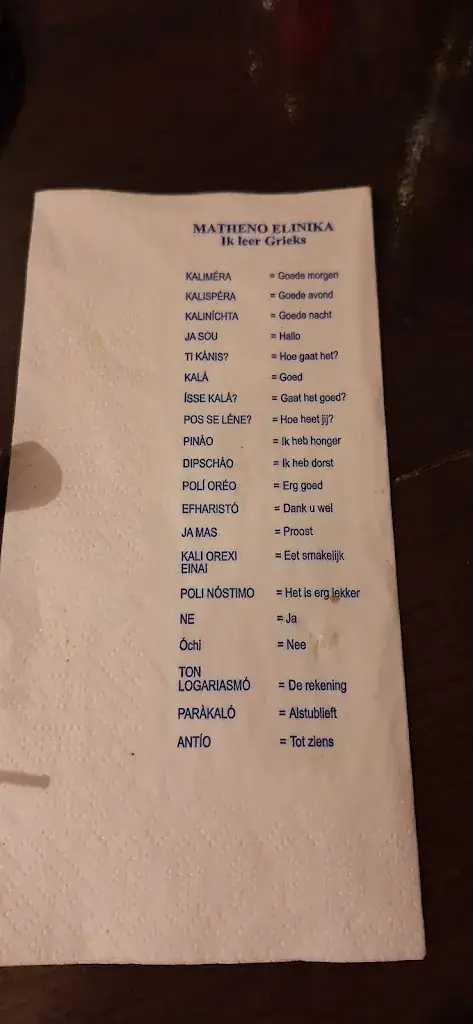 MATHENO ELINIKA
Ik leer Grieks
KALIMÉRA = Goede morgen
KALISPÉRA = Goede avond
KALINÍCHTA = Goede nacht
JA SOU = Hallo
TI KÁNIS? = Hoe gaat het?
KALÁ = Goed
ÍSSE KALÁ? = Gaat het goed?
POS SE LÉNE? = Hoe heet jij?
PINÁO = Ik heb honger
DIPSCHÁO = Ik heb dorst
POLÍ ORÉO = Erg goed
EFHARISTÓ = Dank u wel
JA MAS = Proost
KALI OREXI = Eet smakelijk
EINAI
POLI NÓSTIMO = Het is erg lekker
NE = Ja
Óchi = Nee
TON
LOGARIASMÓ = De rekening
PARÀKALÓ = Alstublieft
ANTÍO = Tot ziens